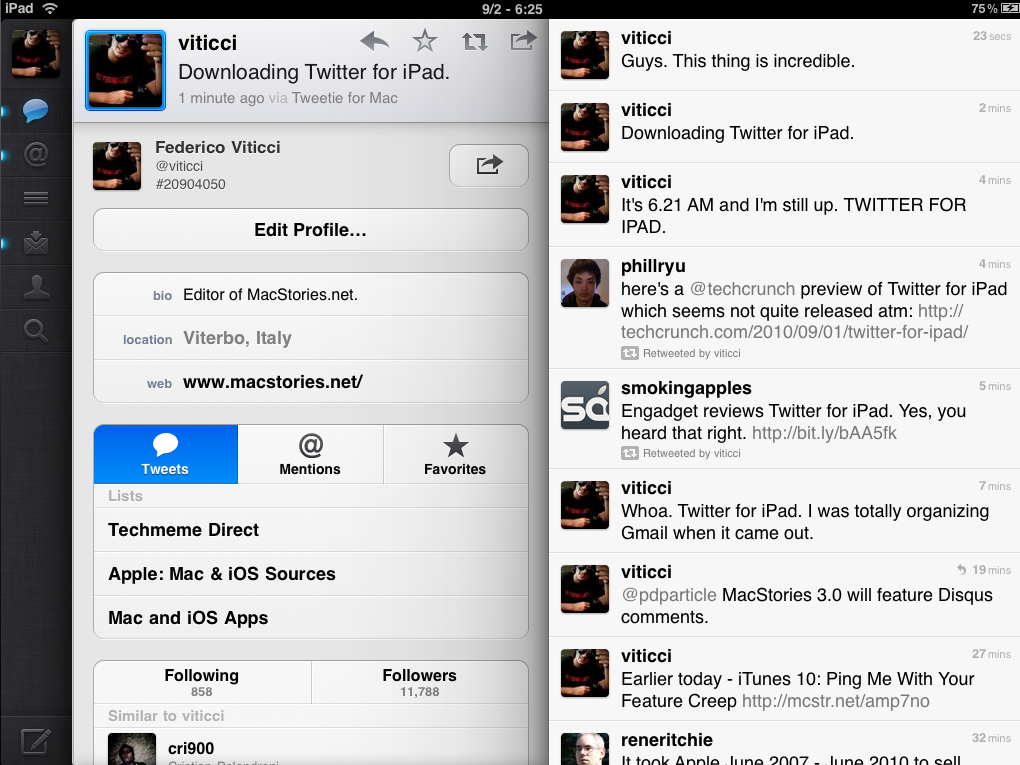 iPad
9/2 - 6:25
75%
viticci
Downloading Twitter for iPad.
1 minute ago via Tweetie for Mac
Federico Viticci
@viticci
#20904050
Edit Profile...
bio Editor of MacStories.net.
location Viterbo, Italy
web www.macstories.net/
Tweets
@
Mentions
Favorites
Lists
Techmeme Direct
Apple: Mac & iOS Sources
Mac and iOS Apps
Following
858
Followers
11,788
Similar to viticci
cri900
viticci 23 secs
Guys. This thing is incredible.
viticci 2 mins
Downloading Twitter for iPad.
viticci 4 mins
It's 6.21 AM and I'm still up. TWITTER FOR
IPAD.
phillryu 4 mins
here's a @techcrunch preview of Twitter for iPad
which seems not quite released atm: http://
techcrunch.com/2010/09/01/twitter-for-ipad/
Retweeted by viticci
smokingapples 5 mins
Engadget reviews Twitter for iPad. Yes, you
heard that right. http://bit.ly/bAA5fk
Retweeted by viticci
viticci 7 mins
Whoa. Twitter for iPad. I was totally organizing
Gmail when it came out.
viticci 19 mins
@pdparticle MacStories 3.0 will feature Disqus
comments.
viticci 27 mins
Earlier today - iTunes 10: Ping Me With Your
Feature Creep http://mcstr.net/amp7no
reneritchie 32 mins
It took Apple June 2007 - June 2010 to sell